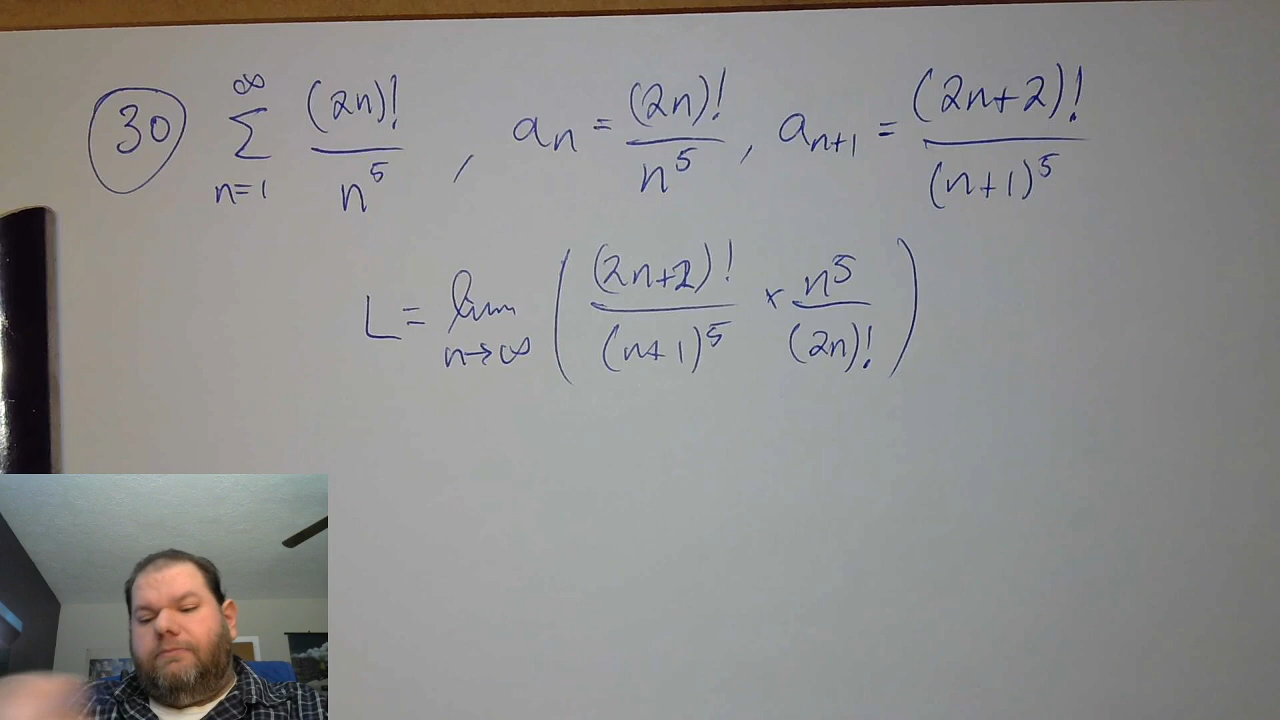 30 ∞ Σ n=1 (2n)! / n^5 , a_n = (2n)! / n^5 , a_{n+1} = (2n+2)! / (n+1)^5
L = lim n→∞ ( (2n+2)! / (n+1)^5 × n^5 / (2n)! )